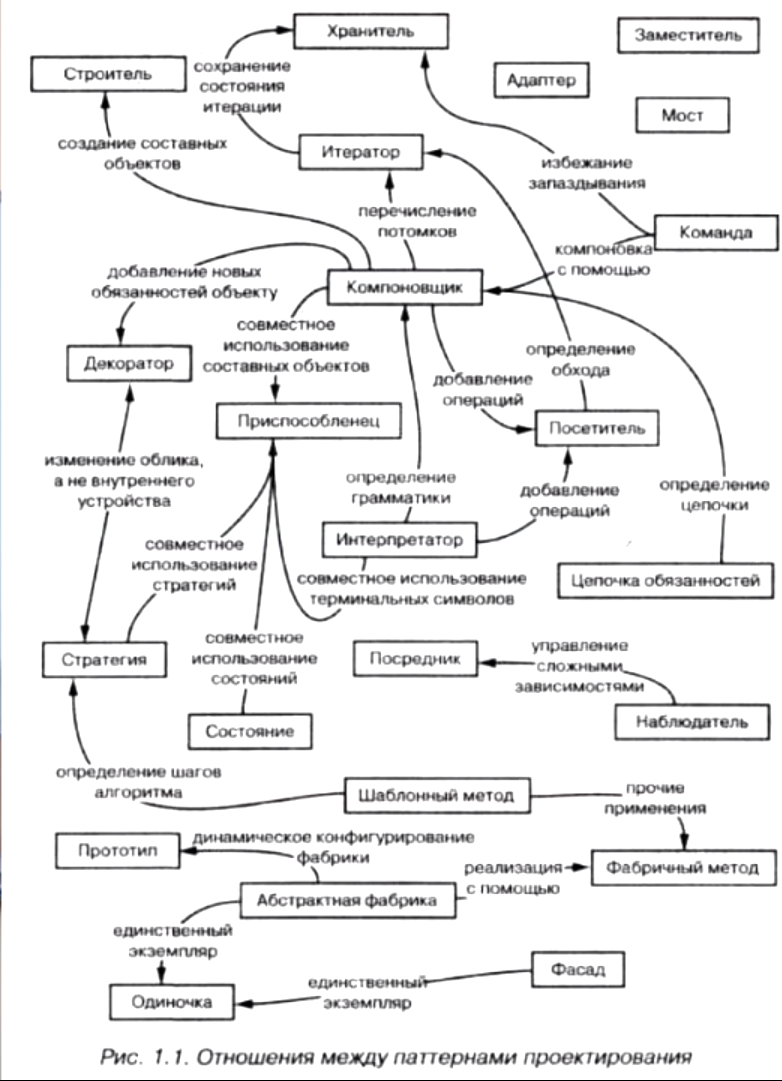 Хранитель
Заместитель
Строитель
сохранение
состояния
итерации
Адаптер
Мост
создание составных
объектов
Итератор
избежание
запаздывания
перечисление
потомков
Команда
компоновка
с помощью
добавление новых
обязанностей объекту
Компоновщик
совместное
использование
составных объектов
Декоратор
определение
обхода
добавление
операций
Приспособленец
Посетитель
изменение облика,
а не внутреннего
устройства
определение
грамматики
добавление
операций
определение
цепочки
совместное
использование
стратегий
Интерпретатор
совместное использование
терминальных символов
Цепочка обязанностей
совместное
использование
состояний
Стратегия
Посредник
управление
сложными
зависимостями
Состояние
Наблюдатель
определение шагов
алгоритма
Шаблонный метод
прочие
применения
Прототип
динамическое конфигурирование
фабрики
реализация
с помощью
Фабричный метод
Абстрактная фабрика
единственный
экземпляр
Фасад
Одиночка
единственный
экземпляр
Рис. 1.1. Отношения между паттернами проектирования